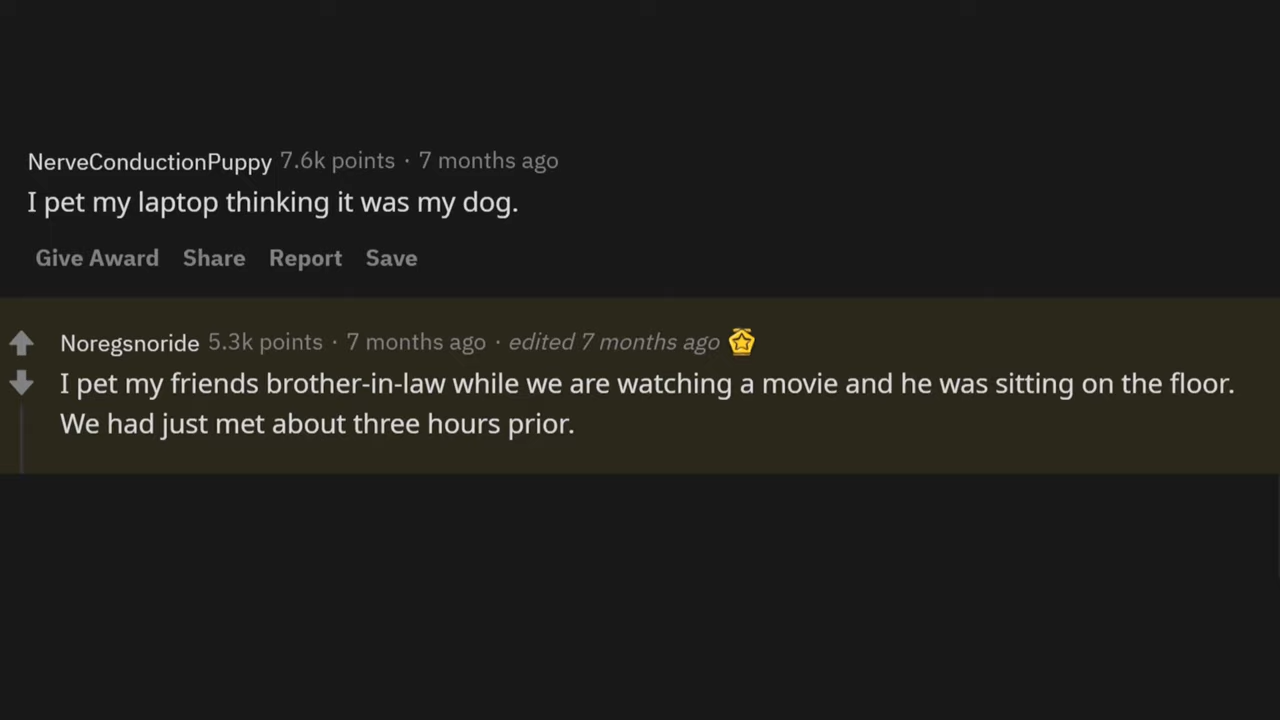 NerveConductionPuppy 7.6k points · 7 months ago
I pet my laptop thinking it was my dog.
Give Award Share Report Save
Noregsnoride 5.3k points · 7 months ago · edited 7 months ago
I pet my friends brother-in-law while we are watching a movie and he was sitting on the floor.
We had just met about three hours prior.